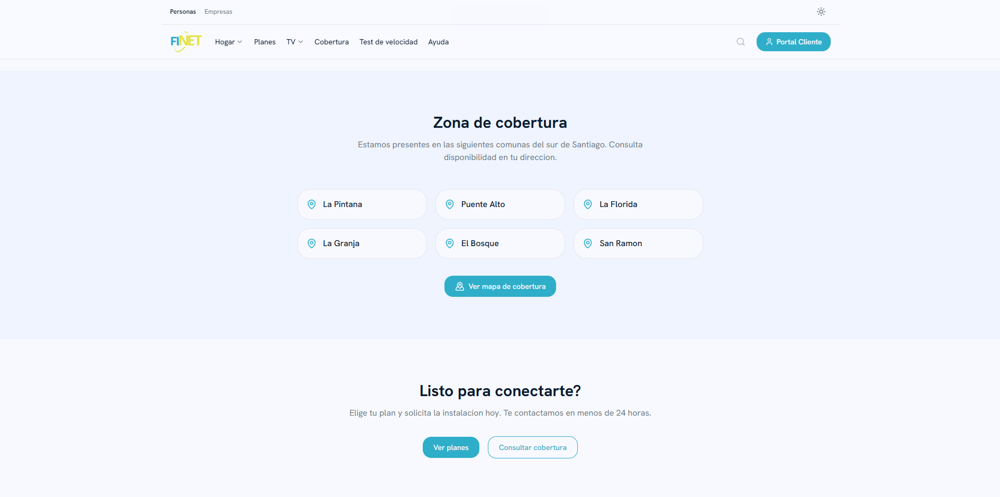 Personas Empresas
FINET Hogar Planes TV Cobertura Test de velocidad Ayuda Portal Cliente
Zona de cobertura
Estamos presentes en las siguientes comunas del sur de Santiago. Consulta
disponibilidad en tu direccion.
La Pintana Puente Alto La Florida
La Granja El Bosque San Ramon
Ver mapa de cobertura
Listo para conectarte?
Elige tu plan y solicita la instalacion hoy. Te contactamos en menos de 24 horas.
Ver planes Consultar cobertura